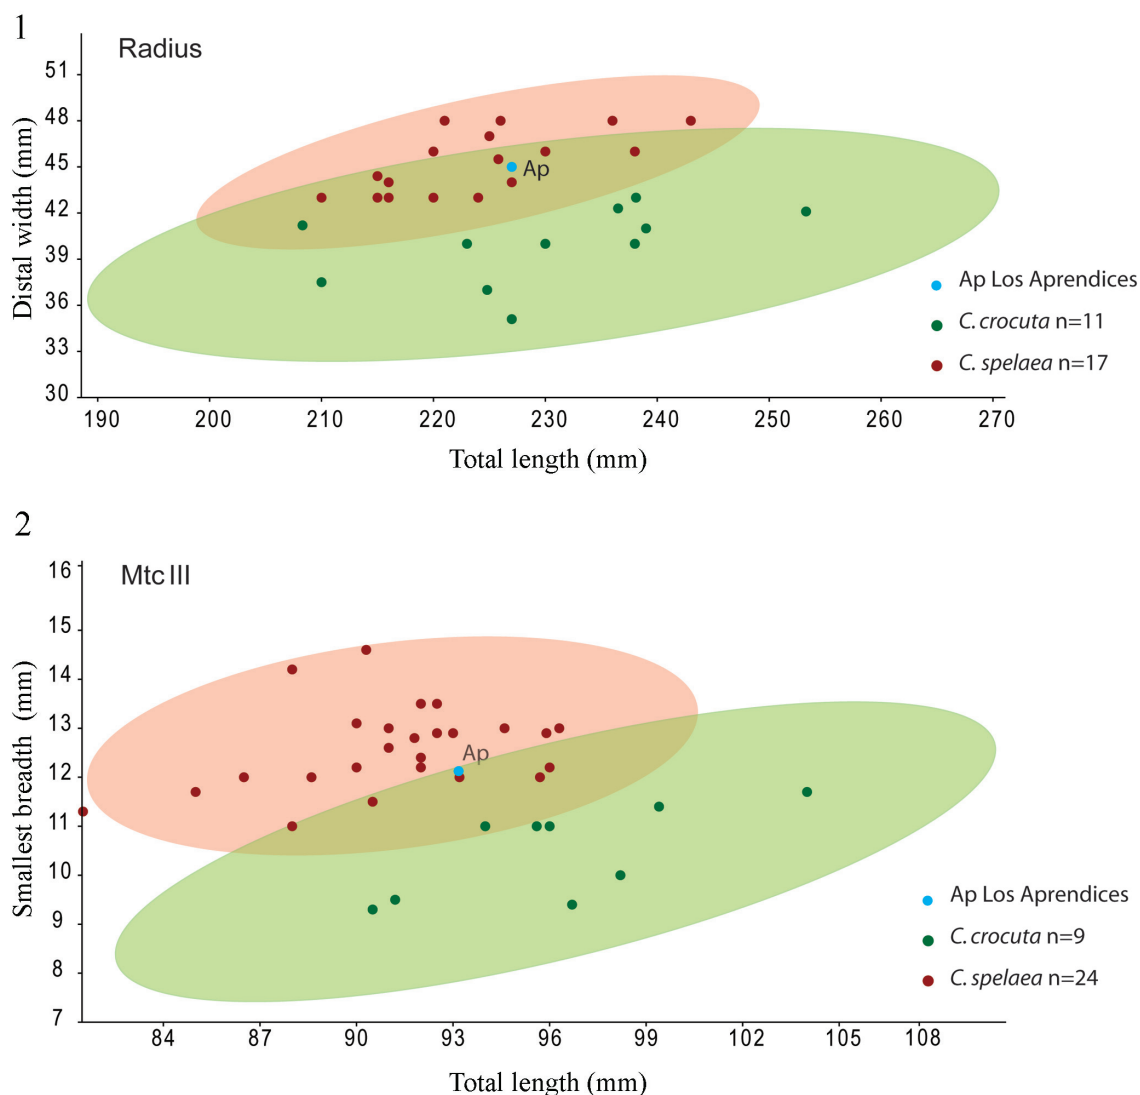 1
Radius
51
48
45
42
39
36
33
30
Distal width (mm)
Ap
Ap Los Aprendices
C. crocuta n=11
C. spelaea n=17
190 200 210 220 230 240 250 260 270
Total length (mm)
2
Mtc III
16
15
14
13
12
11
10
9
8
7
Smallest breadth (mm)
Ap
Ap Los Aprendices
C. crocuta n=9
C. spelaea n=24
84 87 90 93 96 99 102 105 108
Total length (mm)